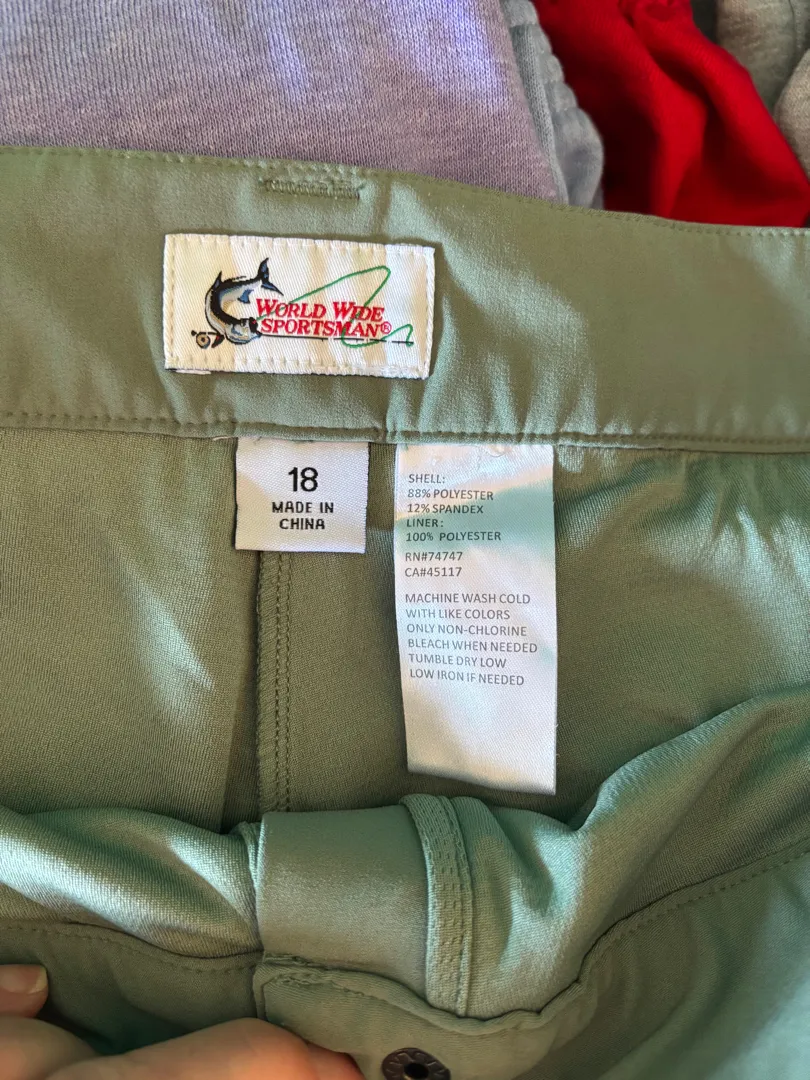 WORLD WIDE
SPORTSMAN®
18
MADE IN
CHINA
SHELL:
88% POLYESTER
12% SPANDEX
LINER:
100% POLYESTER
RN#74747
CA#45117
MACHINE WASH COLD
WITH LIKE COLORS
ONLY NON-CHLORINE
BLEACH WHEN NEEDED
TUMBLE DRY LOW
LOW IRON IF NEEDED